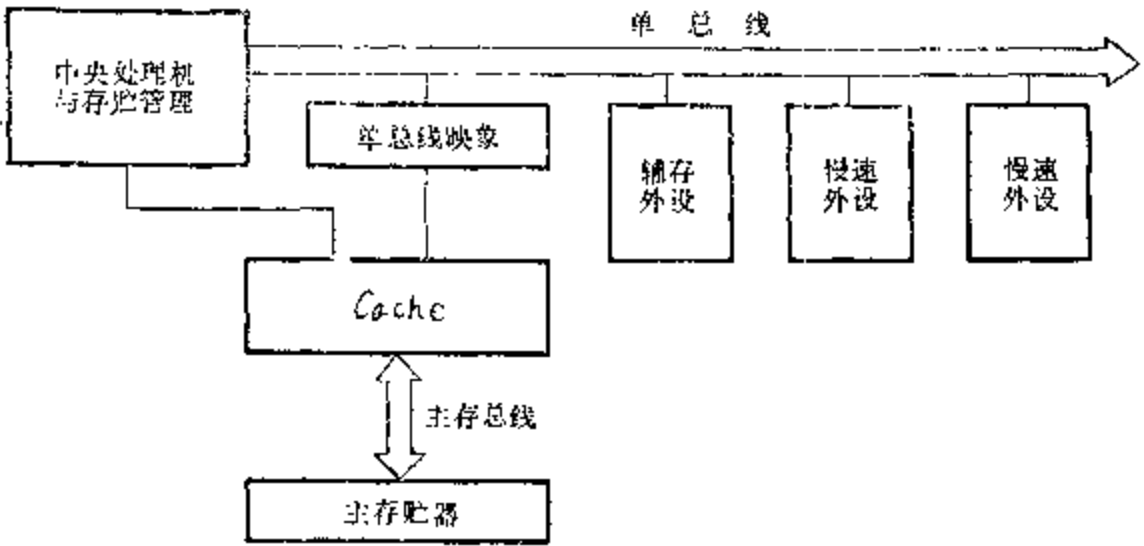 单总线
中央处理机
与存贮管理
单总线映象
辅存
外设
慢速
外设
慢速
外设
Cache
主存总线
主存贮器